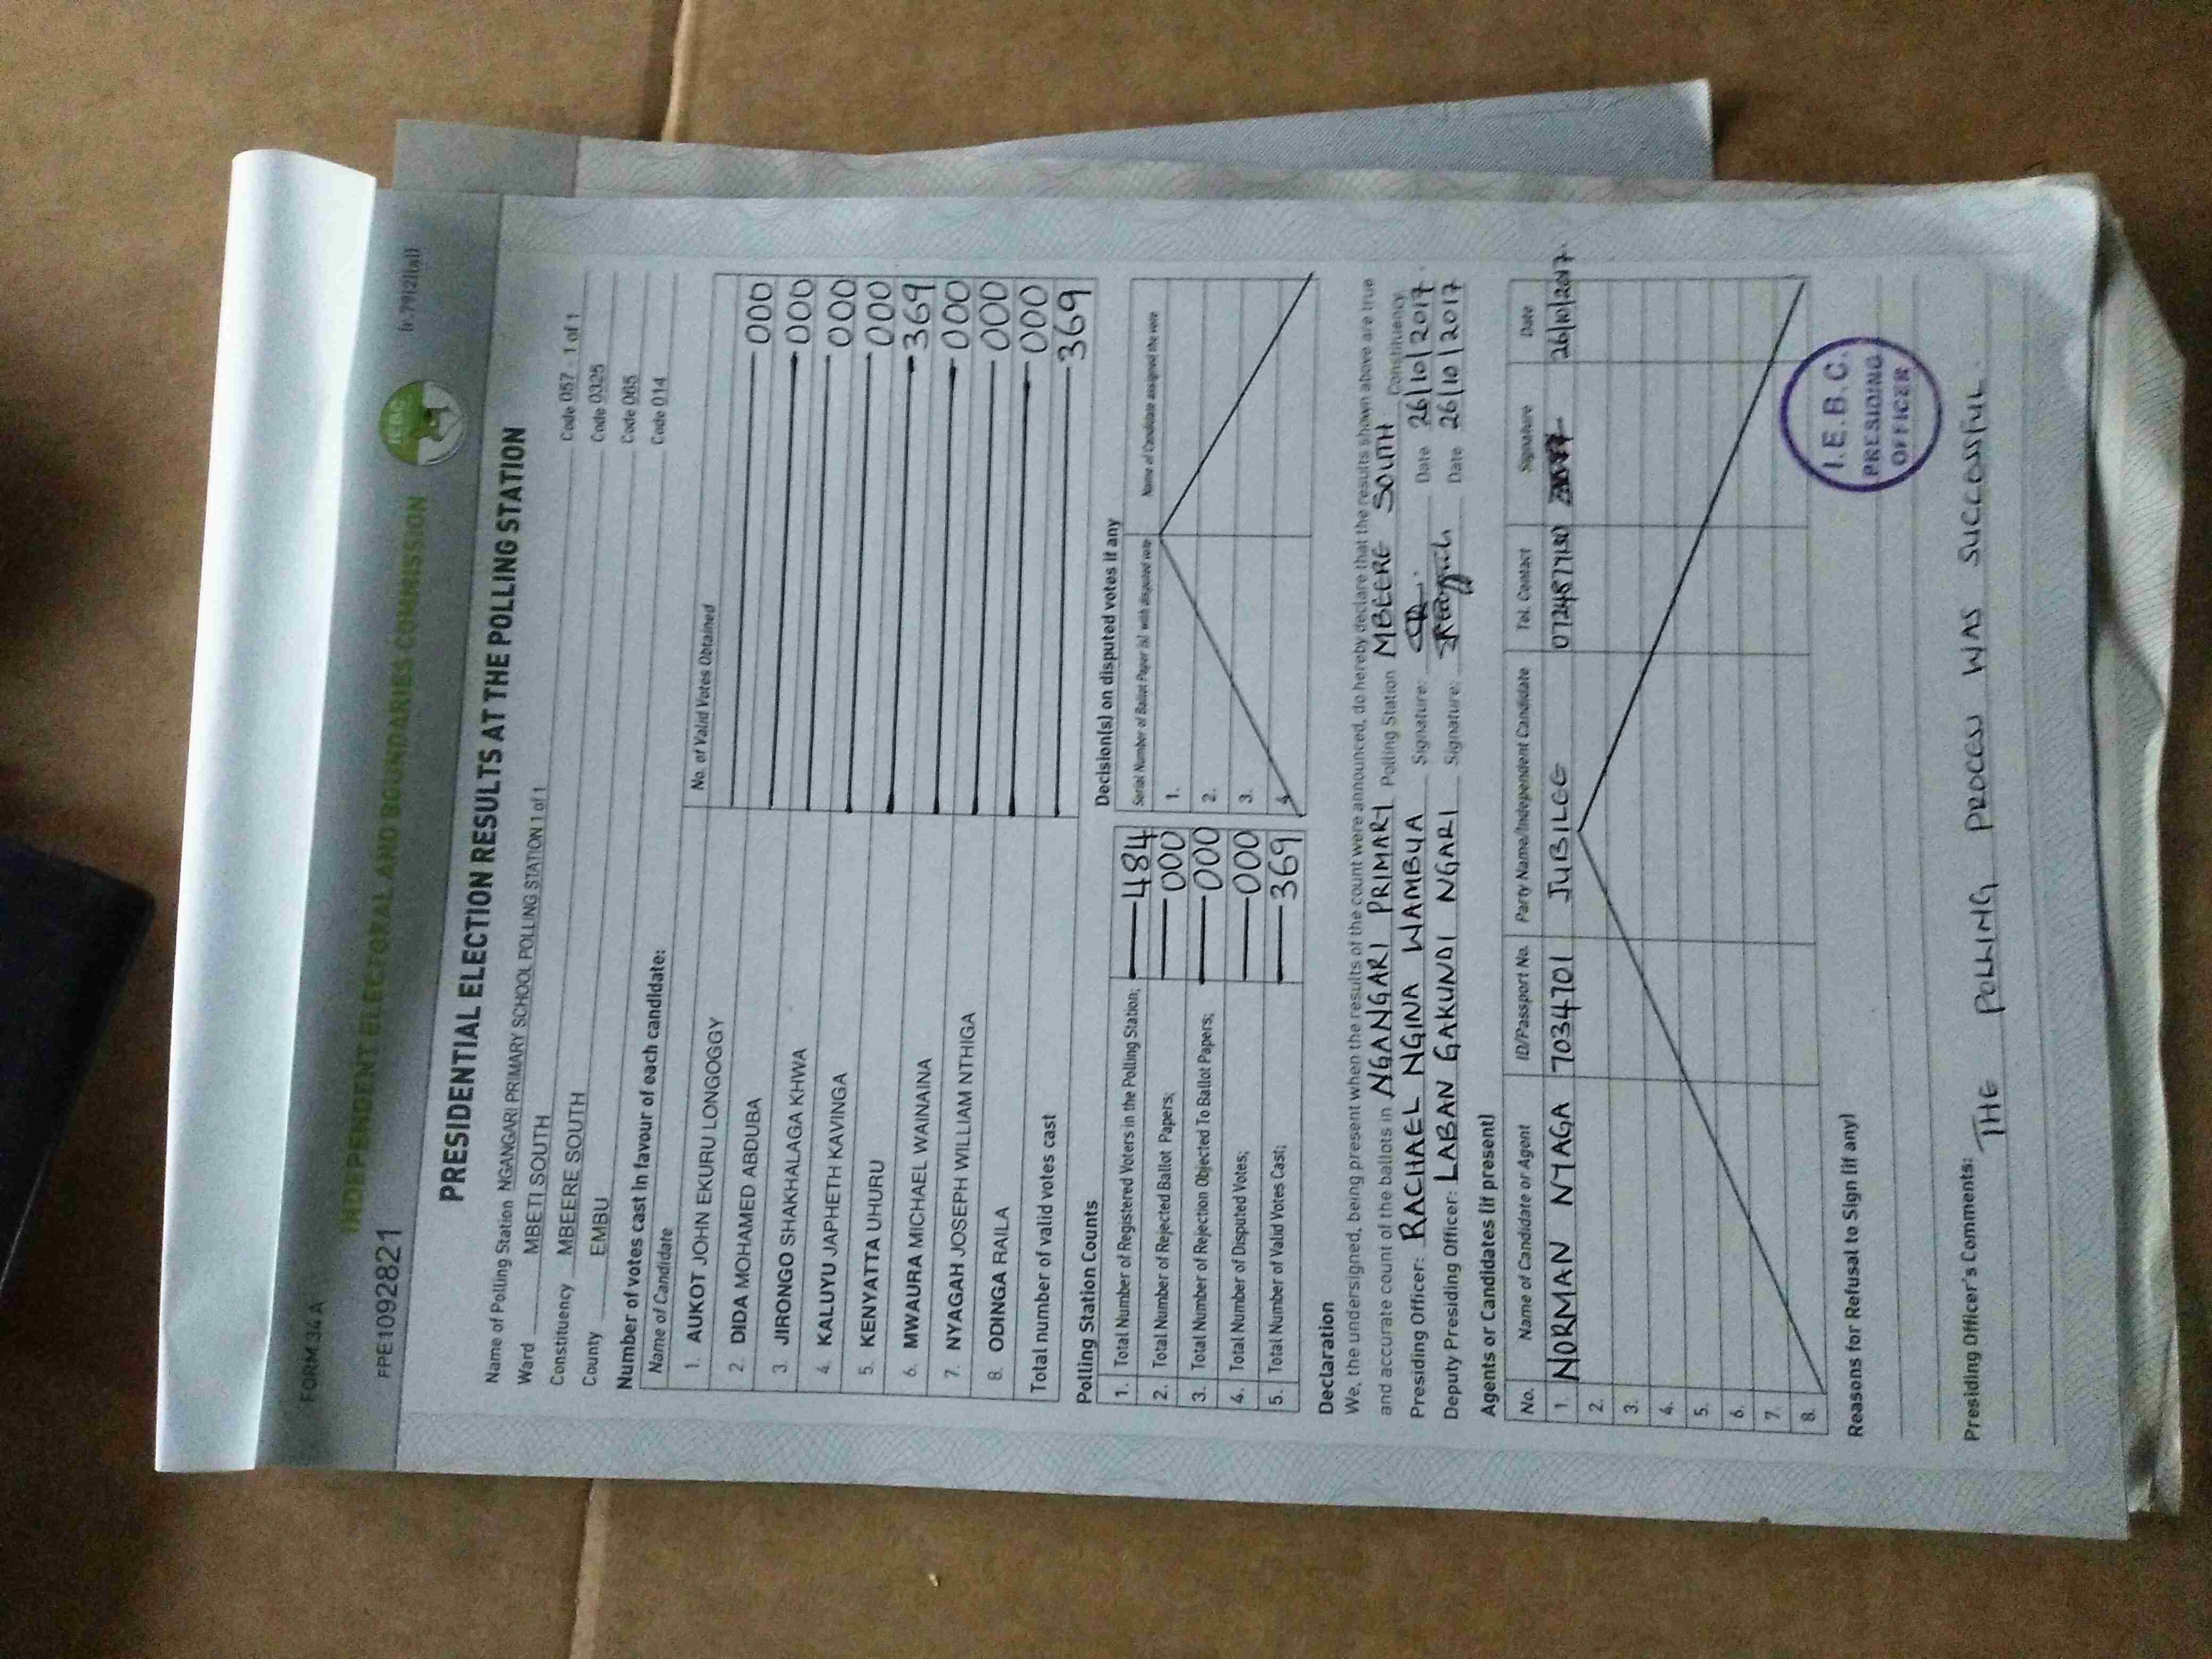 FORM 34 A
INDEPENDENT ELECTORAL AND BOUNDARIES COMMISSION
IEBC
(r.79(2)(a))
FPE1092821
PRESIDENTIAL ELECTION RESULTS AT THE POLLING STATION
Name of Polling Station NGANGARI PRIMARY SCHOOL POLLING STATION 1 of 1 Code 057 - 1 of 1
Ward MBETI SOUTH Code 0325
Constituency MBEERE SOUTH Code 065
County EMBU Code 014
Number of votes cast in favour of each candidate:
Name of Candidate No. of Valid Votes Obtained
1. AUKOT JOHN EKURU LONGOGGY 000
2. DIDA MOHAMED ABDUBA 000
3. JIRONGO SHAKHALAGA KHWA 000
4. KALUYU JAPHETH KAVINGA 000
5. KENYATTA UHURU 369
6. MWAURA MICHAEL WAINAINA 000
7. NYAGAH JOSEPH WILLIAM NTHIGA 000
8. ODINGA RAILA 000
Total number of valid votes cast 369
Polling Station Counts
1. Total Number of Registered Voters in the Polling Station; 484
2. Total Number of Rejected Ballot Papers; 000
3. Total Number of Rejection Objected To Ballot Papers; 000
4. Total Number of Disputed Votes; 000
5. Total Number of Valid Votes Cast; 369
Decision(s) on disputed votes if any
Serial Number of Ballot Paper (s) with disputed vote Name of Candidate assigned the vote
1.
2.
3.
4.
Declaration
We, the undersigned, being present when the results of the count were announced, do hereby declare that the results shown above are true
and accurate count of the ballots in NGANGARI PRIMARI Polling Station MBEERE SOUTH Constituency.
Presiding Officer: RACHAEL NGINA WAMBUA Signature: Date 26/10/2017.
Deputy Presiding Officer: LABAN GAKUNDI NGARI Signature: Date 26/10/2017
Agents or Candidates (if present)
No. Name of Candidate or Agent ID/Passport No. Party Name/Independent Candidate Tel. Contact Signature Date
1. NORMAN NYAGA 7034701 JUBILEE 26/10/2017.
2.
3.
4.
5.
6.
7.
8.
I.E.B.C.
PRESIDING
OFFICER
Reasons for Refusal to Sign (if any)
Presiding Officer's Comments:
THE POLLING PROCESS WAS SUCCESSFUL.